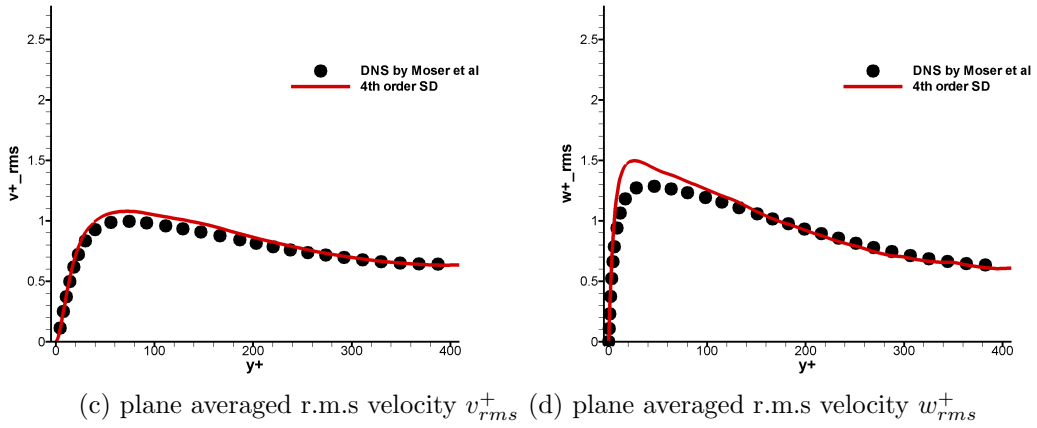 2.5
2
1.5
1
0.5
0
v+_rms
DNS by Moser et al
4th order SD
0 100 200 300 400
y+
2.5
2
1.5
1
0.5
0
w+_rms
DNS by Moser et al
4th order SD
0 100 200 300 400
y+
(c) plane averaged r.m.s velocity $v_{rms}^{+}$ (d) plane averaged r.m.s velocity $w_{rms}^{+}$